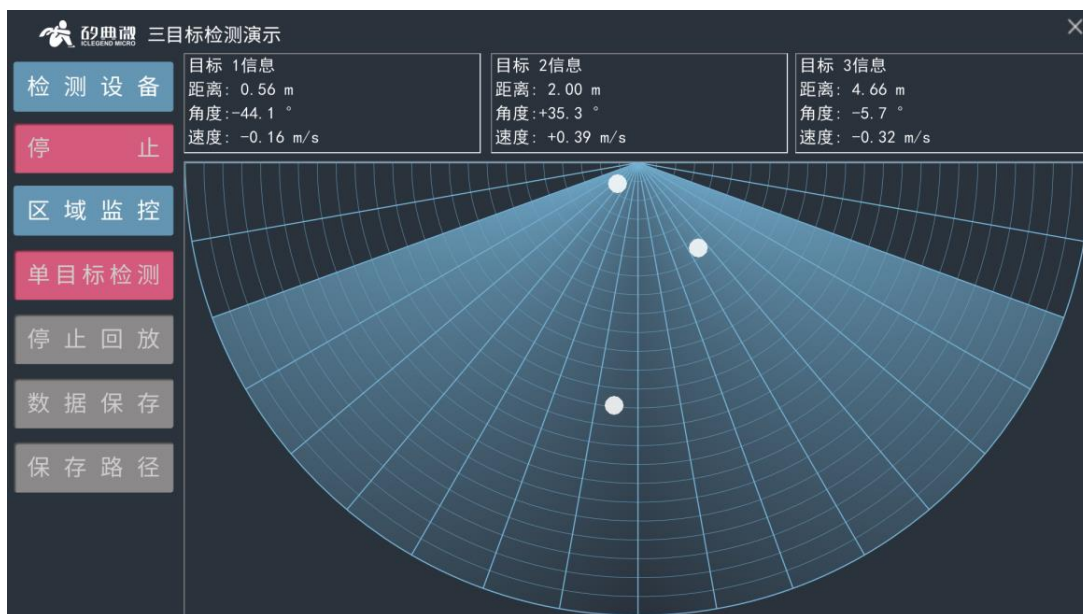 矽典微 三目标检测演示
ICLEGEND MICRO
检测设备
停止
区域监控
单目标检测
停止回放
数据保存
保存路径
目标 1信息
距离: 0.56 m
角度:-44.1 °
速度: -0.16 m/s
目标 2信息
距离: 2.00 m
角度:+35.3 °
速度: +0.39 m/s
目标 3信息
距离: 4.66 m
角度: -5.7 °
速度: -0.32 m/s